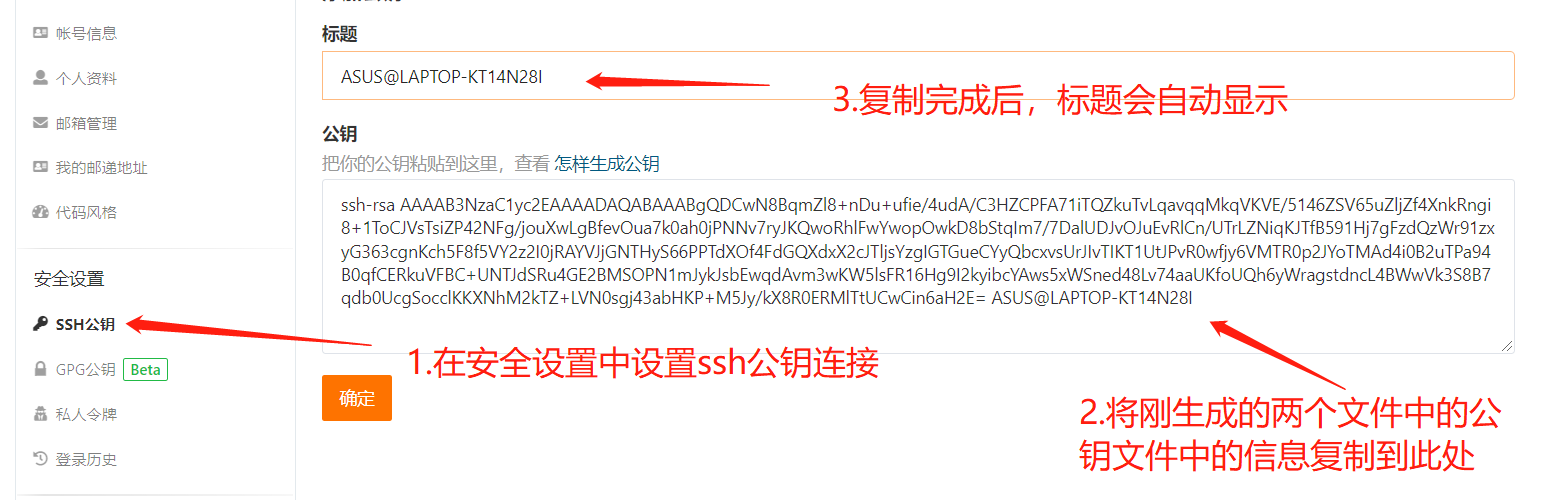 帐号信息
个人资料
邮箱管理
我的邮递地址
代码风格
安全设置
SSH公钥
GPG公钥 Beta
私人令牌
登录历史
标题
ASUS@LAPTOP-KT14N28I
3.复制完成后，标题会自动显示
公钥
把你的公钥粘贴到这里，查看 怎样生成公钥
ssh-rsa AAAAB3NzaC1yc2EAAAADAQABAAABgQDCwN8BqmZl8+nDu+ufie/4udA/C3HZCPFA71iTQZkuTvLqavqqMkqVKVE/5146ZSV65uZljZf4XnkRngi
8+1ToCJVsTsiZP42NFg/jouXwLgBfevOua7k0ah0jPNNv7ryJKQwoRhlFwYwopOwkD8bStqIm7/7DalUDJvOJuEvRlCn/UTrLZNiqKJTfB591Hj7gFzdQzWr91zx
yG363cgnKch5F8f5VY2z2I0jRAYVJjGNTHyS66PPTdXOf4FdGQXdxX2cJTljsYzgIGTGueCYyQbcxvsUrJIvTIKT1UtJPvR0wfjy6VMTR0p2JYoTMAd4i0B2uTPa94
B0qfCERkuVFBC+UNTJdSRu4GE2BMSOPN1mJykJsbEwqdAvm3wKW5lsFR16Hg9I2kyibcYAws5xWSned48Lv74aaUKfoUQh6yWragstdncL4BWwVk3S8B7
qdb0UcgSocclKKXNhM2kTZ+LVN0sgj43abHKP+M5Jy/kX8R0ERMlTtUCwCin6aH2E= ASUS@LAPTOP-KT14N28I
1.在安全设置中设置ssh公钥连接
确定
2.将刚生成的两个文件中的公
钥文件中的信息复制到此处